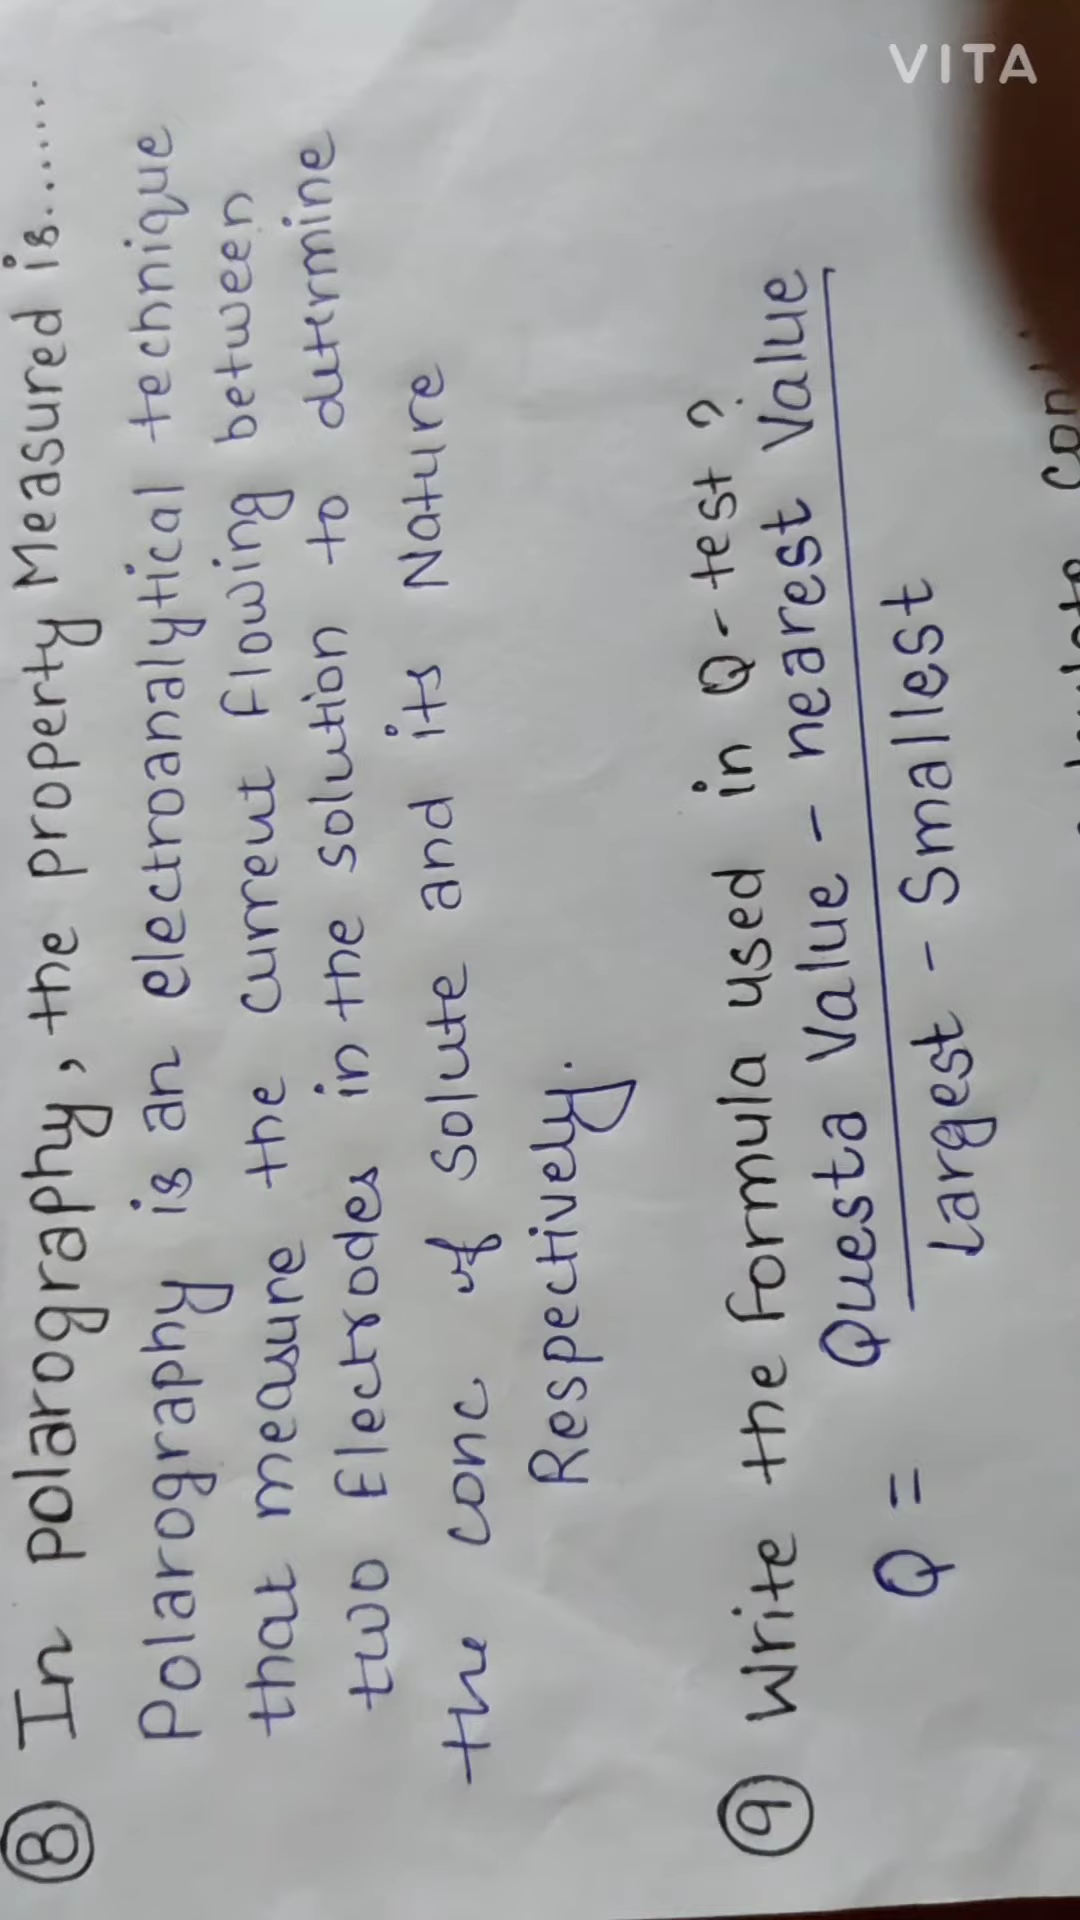 VITA
8 In polarography, the property Measured is......
Polarography is an electroanalytical technique
that measure the current flowing between
two Electrodes in the solution to determine
the conc of solute and its Nature
Respectively.
9 Write the formula used in Q-test?
Q = Questa Value - nearest Value
Largest - Smallest